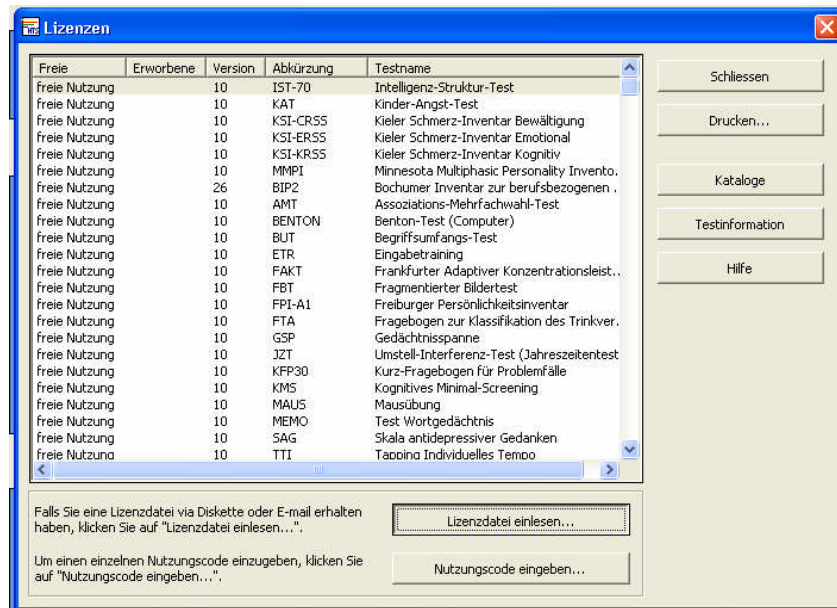 Lizenzen
Freie Erworbene Version Abkürzung Testname
freie Nutzung 10 IST-70 Intelligenz-Struktur-Test
freie Nutzung 10 KAT Kinder-Angst-Test
freie Nutzung 10 KSI-CRSS Kieler Schmerz-Inventar Bewältigung
freie Nutzung 10 KSI-ERSS Kieler Schmerz-Inventar Emotional
freie Nutzung 10 KSI-KRSS Kieler Schmerz-Inventar Kognitiv
freie Nutzung 10 MMPI Minnesota Multiphasic Personality Invento...
freie Nutzung 26 BIP2 Bochumer Inventar zur berufsbezogenen ...
freie Nutzung 10 AMT Assoziations-Mehrfachwahl-Test
freie Nutzung 10 BENTON Benton-Test (Computer)
freie Nutzung 10 BUT Begriffsumfangs-Test
freie Nutzung 10 ETR Eingabetraining
freie Nutzung 10 FAKT Frankfurter Adaptiver Konzentrationsleist...
freie Nutzung 10 FBT Fragmentierter Bildertest
freie Nutzung 10 FPI-A1 Freiburger Persönlichkeitsinventar
freie Nutzung 10 FTA Fragebogen zur Klassifikation des Trinkver...
freie Nutzung 10 GSP Gedächtnisspanne
freie Nutzung 10 JZT Umstell-Interferenz-Test (Jahreszeitentest
freie Nutzung 10 KFP30 Kurz-Fragebogen für Problemfälle
freie Nutzung 10 KMS Kognitives Minimal-Screening
freie Nutzung 10 MAUS Mausübung
freie Nutzung 10 MEMO Test Wortgedächtnis
freie Nutzung 10 SAG Skala antidepressiver Gedanken
freie Nutzung 10 TTI Tapping Individuelles Tempo
Schliessen
Drucken...
Kataloge
Testinformation
Hilfe
Falls Sie eine Lizenzdatei via Diskette oder E-mail erhalten
haben, klicken Sie auf "Lizenzdatei einlesen...".
Lizenzdatei einlesen...
Um einen einzelnen Nutzungscode einzugeben, klicken Sie
auf "Nutzungscode eingeben...".
Nutzungscode eingeben...